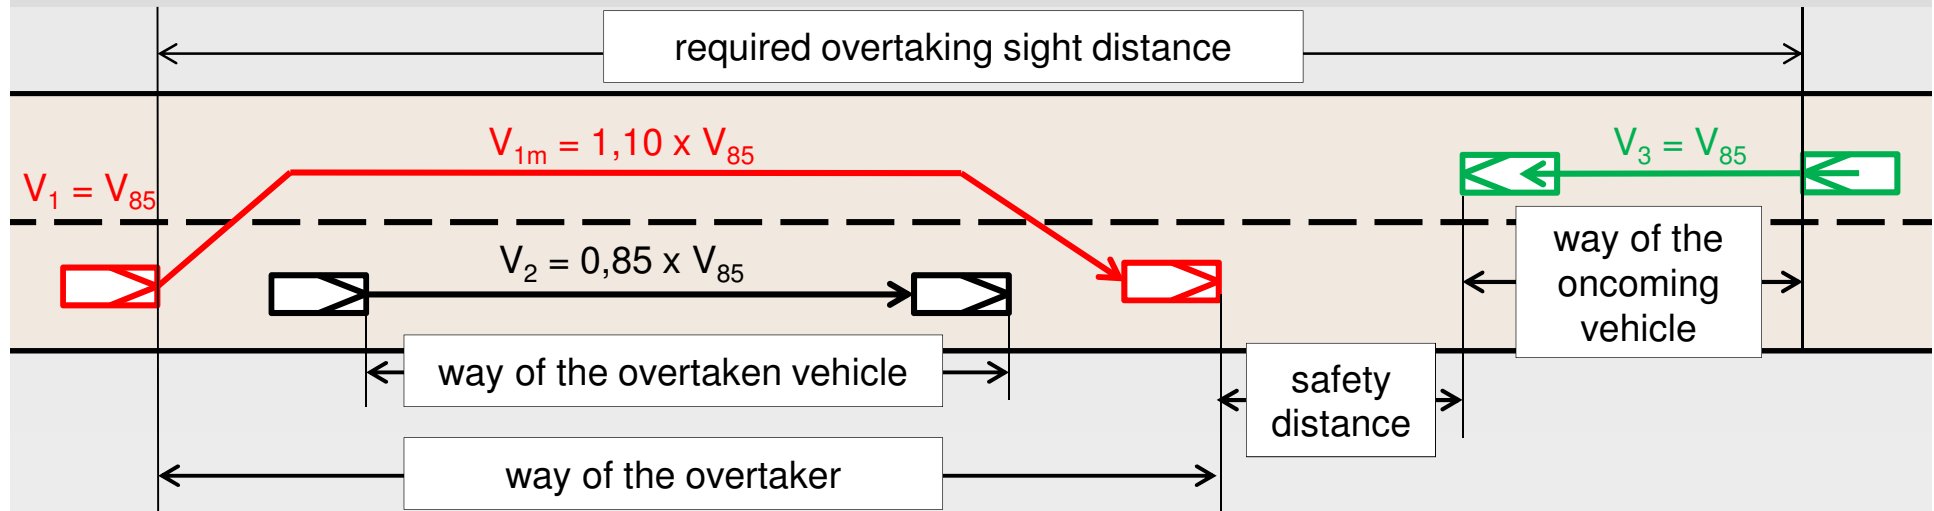 required overtaking sight distance
V₁ₘ = 1,10 x V₈₅
V₃ = V₈₅
V₁ = V₈₅
V₂ = 0,85 x V₈₅
way of the
oncoming
vehicle
way of the overtaken vehicle
safety
distance
way of the overtaker